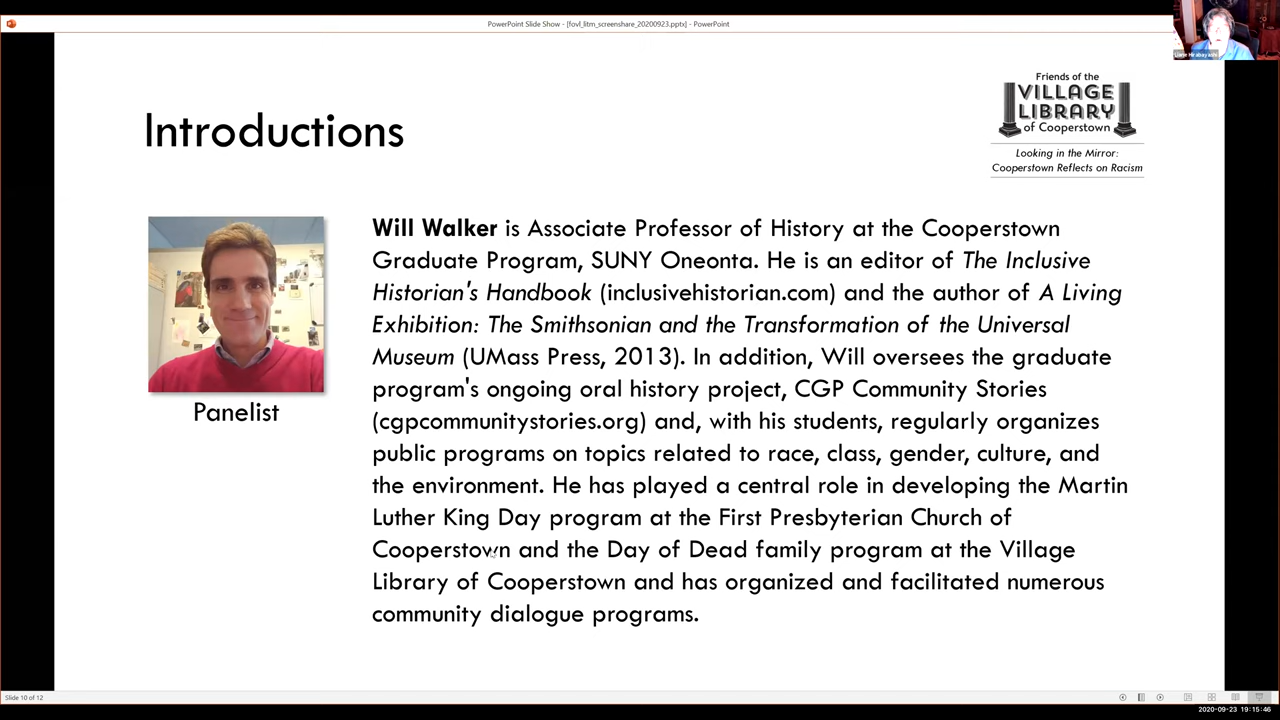 PowerPoint Slide Show - [fovl_litm_screenshare_20200923.pptx] - PowerPoint
Friends of the
VILLAGE
LIBRARY
of Cooperstown
Looking in the Mirror:
Cooperstown Reflects on Racism
Introductions
Panelist
Will Walker is Associate Professor of History at the Cooperstown
Graduate Program, SUNY Oneonta. He is an editor of The Inclusive
Historian's Handbook (inclusivehistorian.com) and the author of A Living
Exhibition: The Smithsonian and the Transformation of the Universal
Museum (UMass Press, 2013). In addition, Will oversees the graduate
program's ongoing oral history project, CGP Community Stories
(cgpcommunitystories.org) and, with his students, regularly organizes
public programs on topics related to race, class, gender, culture, and
the environment. He has played a central role in developing the Martin
Luther King Day program at the First Presbyterian Church of
Cooperstown and the Day of Dead family program at the Village
Library of Cooperstown and has organized and facilitated numerous
community dialogue programs.
Slide 10 of 12
2020-09-23 19:15:46